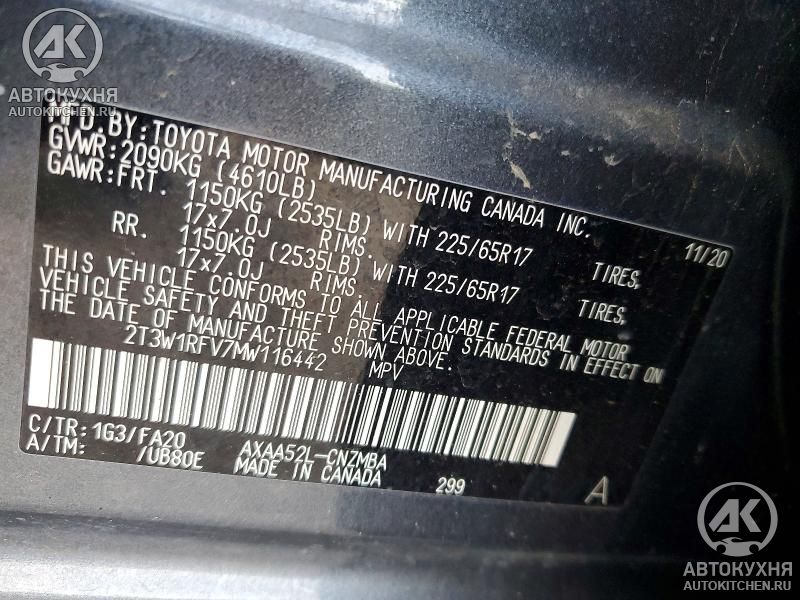 АК
АВТОКУХНЯ
AUTOKITCHEN.RU
MFD. BY: TOYOTA MOTOR MANUFACTURING CANADA INC.
GVWR: 2090KG (4610LB) 11/20
GAWR: FRT. 1150KG (2535LB) WITH 225/65R17 TIRES,
17x7.0J RIMS.
RR. 1150KG (2535LB) WITH 225/65R17 TIRES,
17x7.0J RIMS.
THIS VEHICLE CONFORMS TO ALL APPLICABLE FEDERAL MOTOR
VEHICLE SAFETY AND THEFT PREVENTION STANDARDS IN EFFECT ON
THE DATE OF MANUFACTURE SHOWN ABOVE.
2T3W1RFV7MW116442 MPV
C/TR: 1G3/FA20 AXAA52L-CNZMBA
A/TM: /UB80E MADE IN CANADA 299 A
АК
АВТОКУХНЯ
AUTOKITCHEN.RU